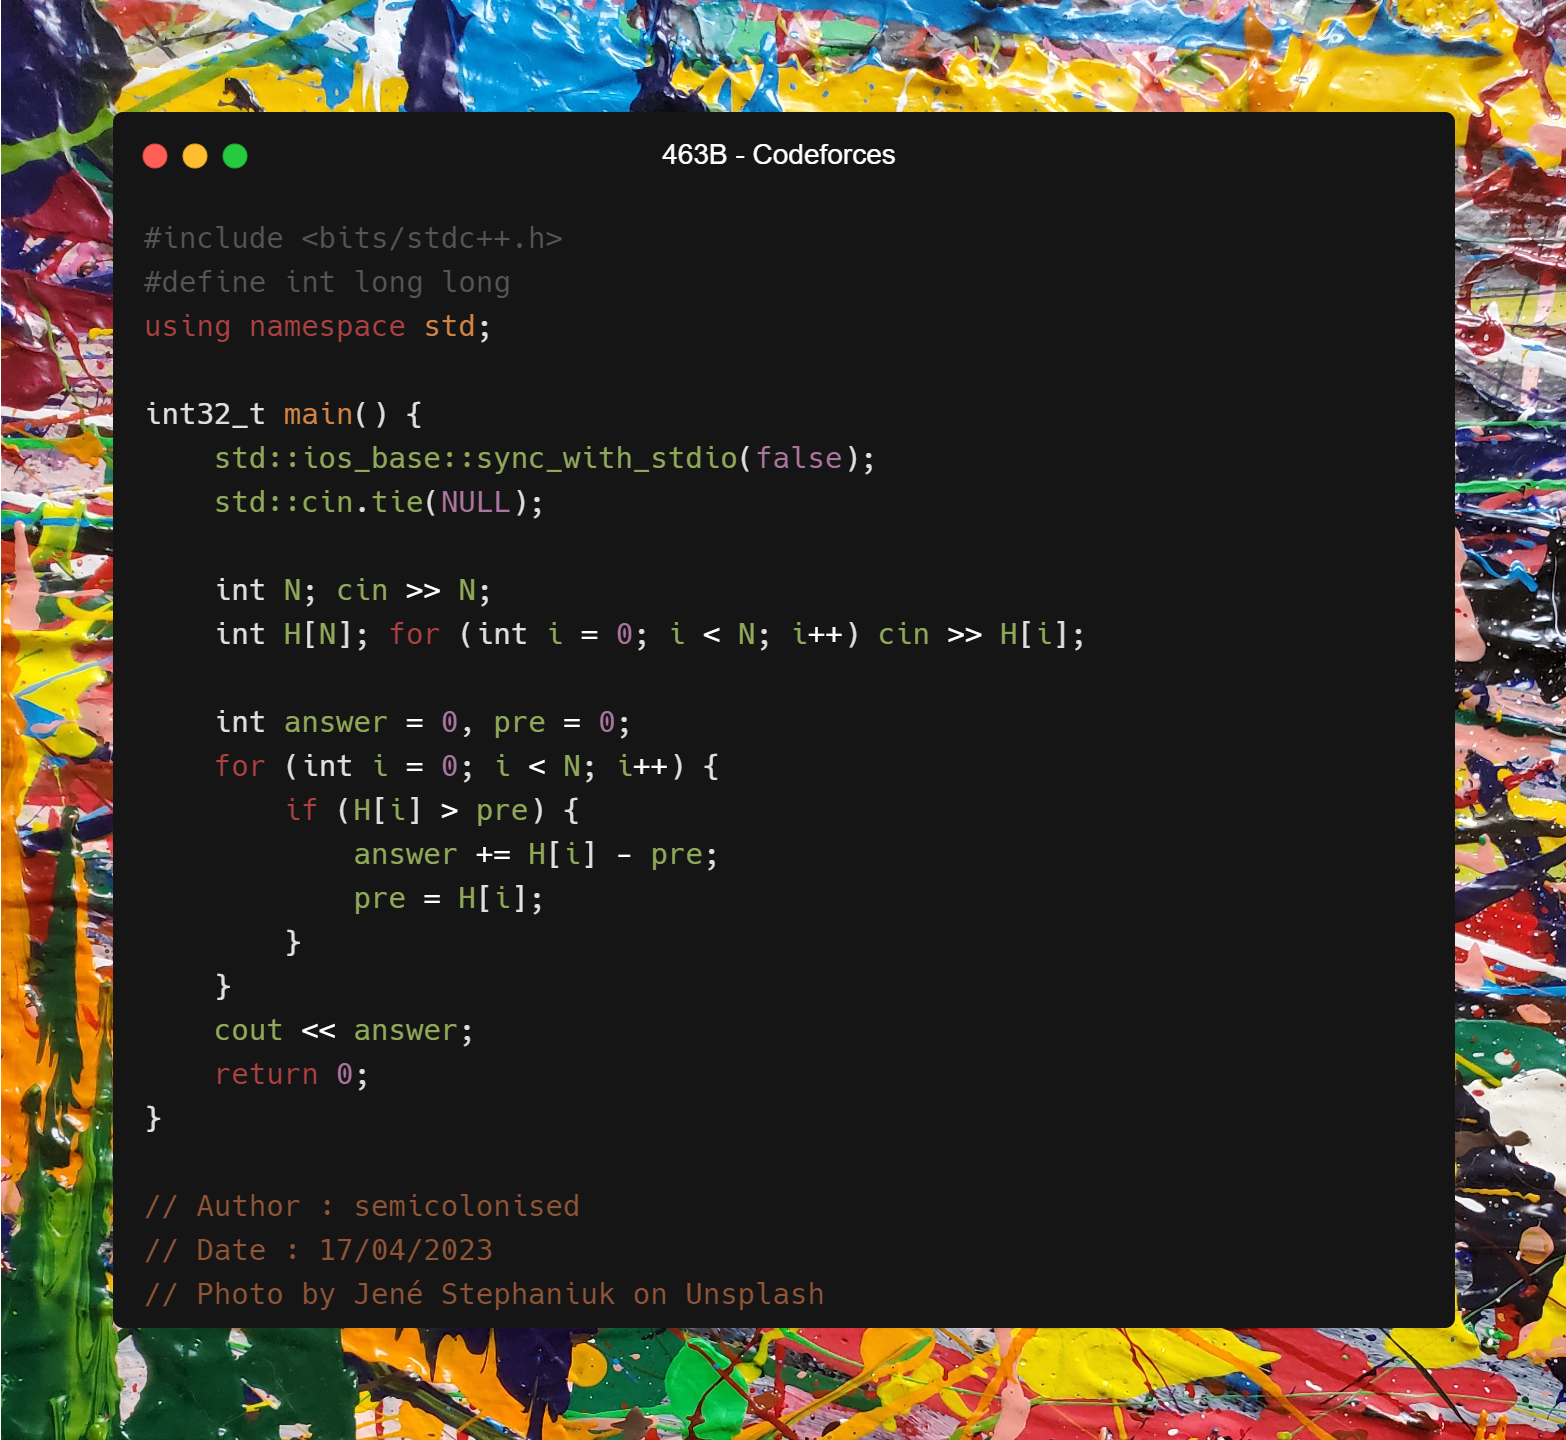 463B - Codeforces
#include <bits/stdc++.h>
#define int long long
using namespace std;
int32_t main() {
    std::ios_base::sync_with_stdio(false);
    std::cin.tie(NULL);
    int N; cin >> N;
    int H[N]; for (int i = 0; i < N; i++) cin >> H[i];
    int answer = 0, pre = 0;
    for (int i = 0; i < N; i++) {
        if (H[i] > pre) {
            answer += H[i] - pre;
            pre = H[i];
        }
    }
    cout << answer;
    return 0;
}
// Author : semicolonised
// Date : 17/04/2023
// Photo by Jené Stephaniuk on Unsplash